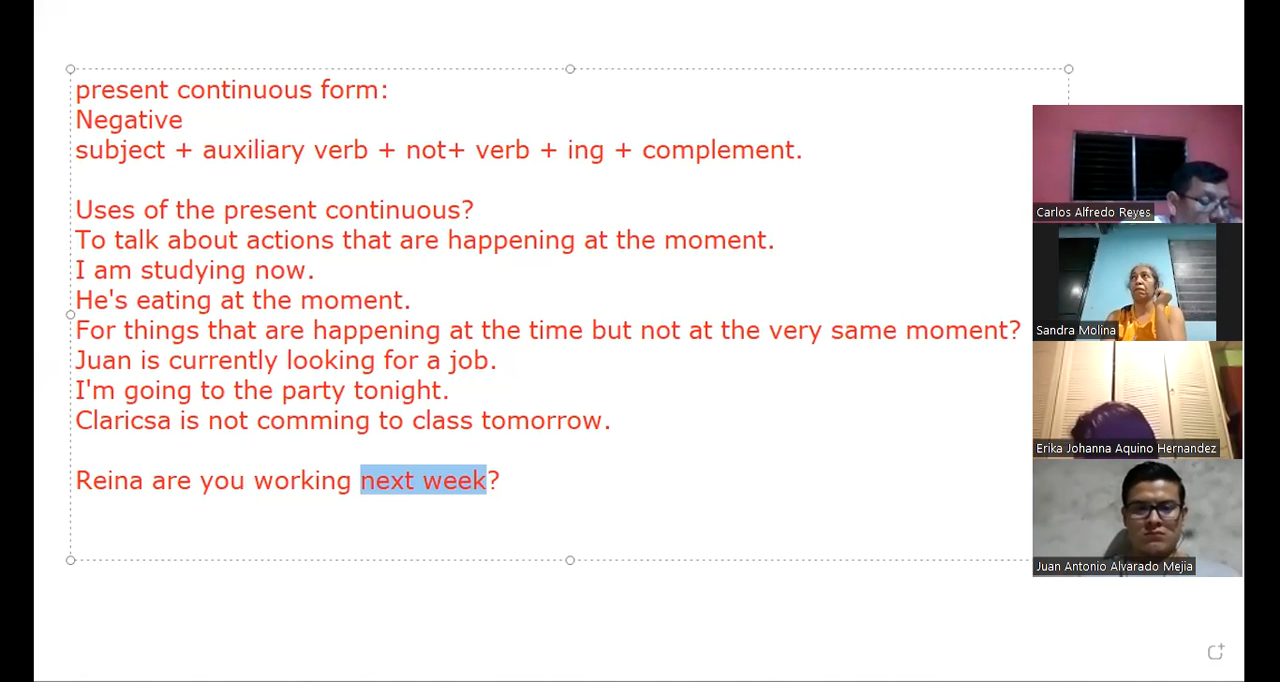 present continuous form:
Negative
subject + auxiliary verb + not+ verb + ing + complement.
Uses of the present continuous?
To talk about actions that are happening at the moment.
I am studying now.
He's eating at the moment.
For things that are happening at the time but not at the very same moment?
Juan is currently looking for a job.
I'm going to the party tonight.
Claricsa is not comming to class tomorrow.
Reina are you working next week?
Carlos Alfredo Reyes
Sandra Molina
Erika Johanna Aquino Hernandez
Juan Antonio Alvarado Mejia